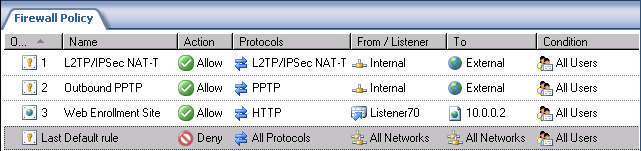 Firewall Policy
O... Name Action Protocols From / Listener To Condition
1 L2TP/IPSec NAT-T Allow L2TP/IPSec NAT-T Internal External All Users
2 Outbound PPTP Allow PPTP Internal External All Users
3 Web Enrollment Site Allow HTTP Listener70 10.0.0.2 All Users
Last Default rule Deny All Protocols All Networks All Networks All Users